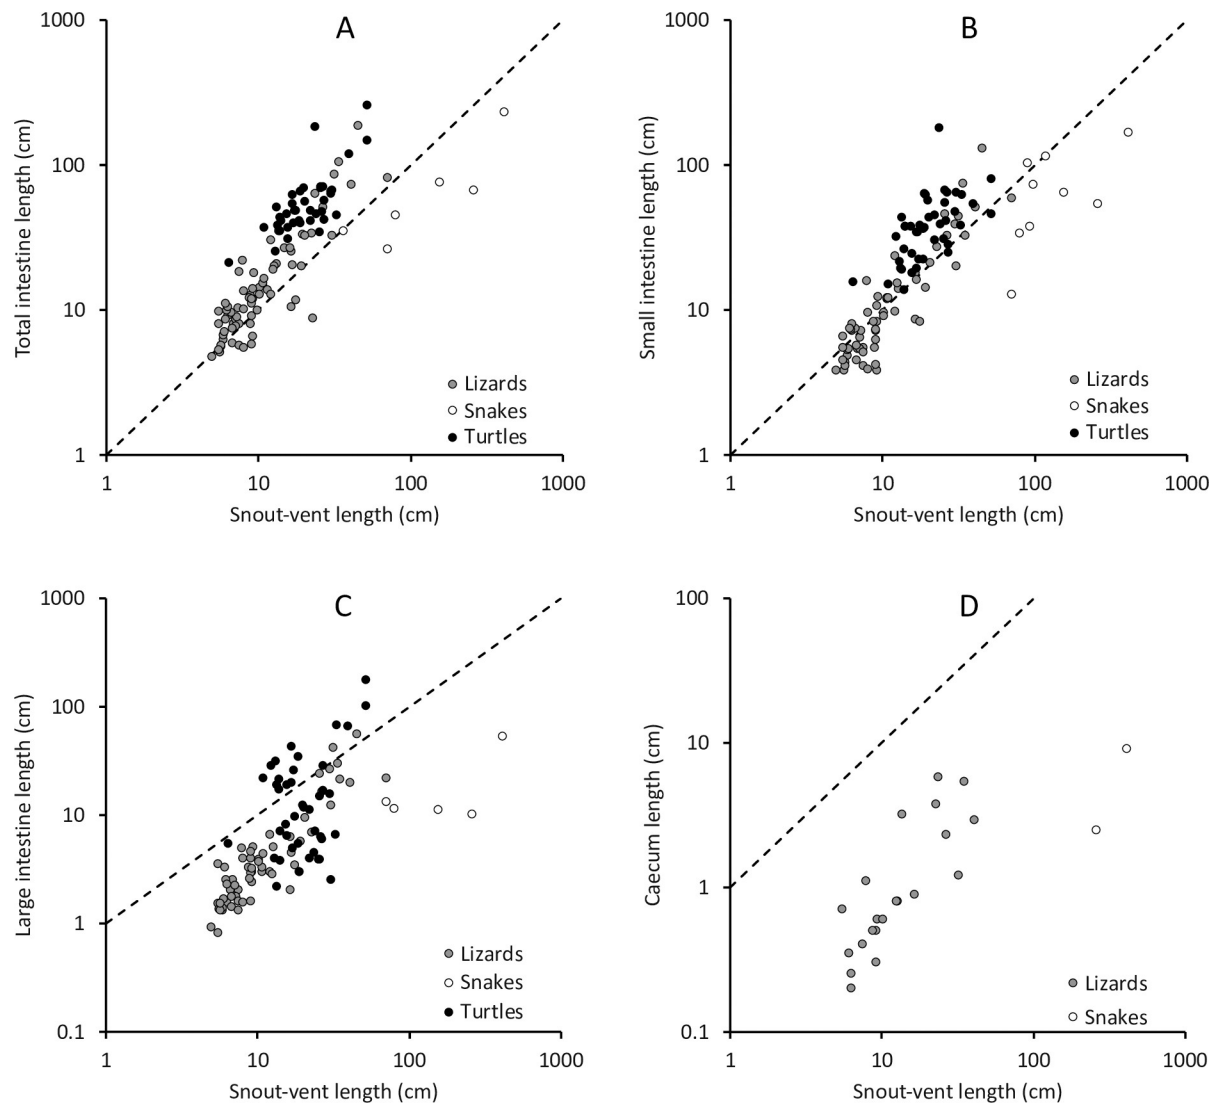 A
Total intestine length (cm)
1000
100
10
1
1 10 100 1000
Snout-vent length (cm)
Lizards
Snakes
Turtles
B
Small intestine length (cm)
1000
100
10
1
1 10 100 1000
Snout-vent length (cm)
Lizards
Snakes
Turtles
C
Large intestine length (cm)
1000
100
10
1
0.1
1 10 100 1000
Snout-vent length (cm)
Lizards
Snakes
Turtles
D
Caecum length (cm)
100
10
1
0.1
1 10 100 1000
Snout-vent length (cm)
Lizards
Snakes